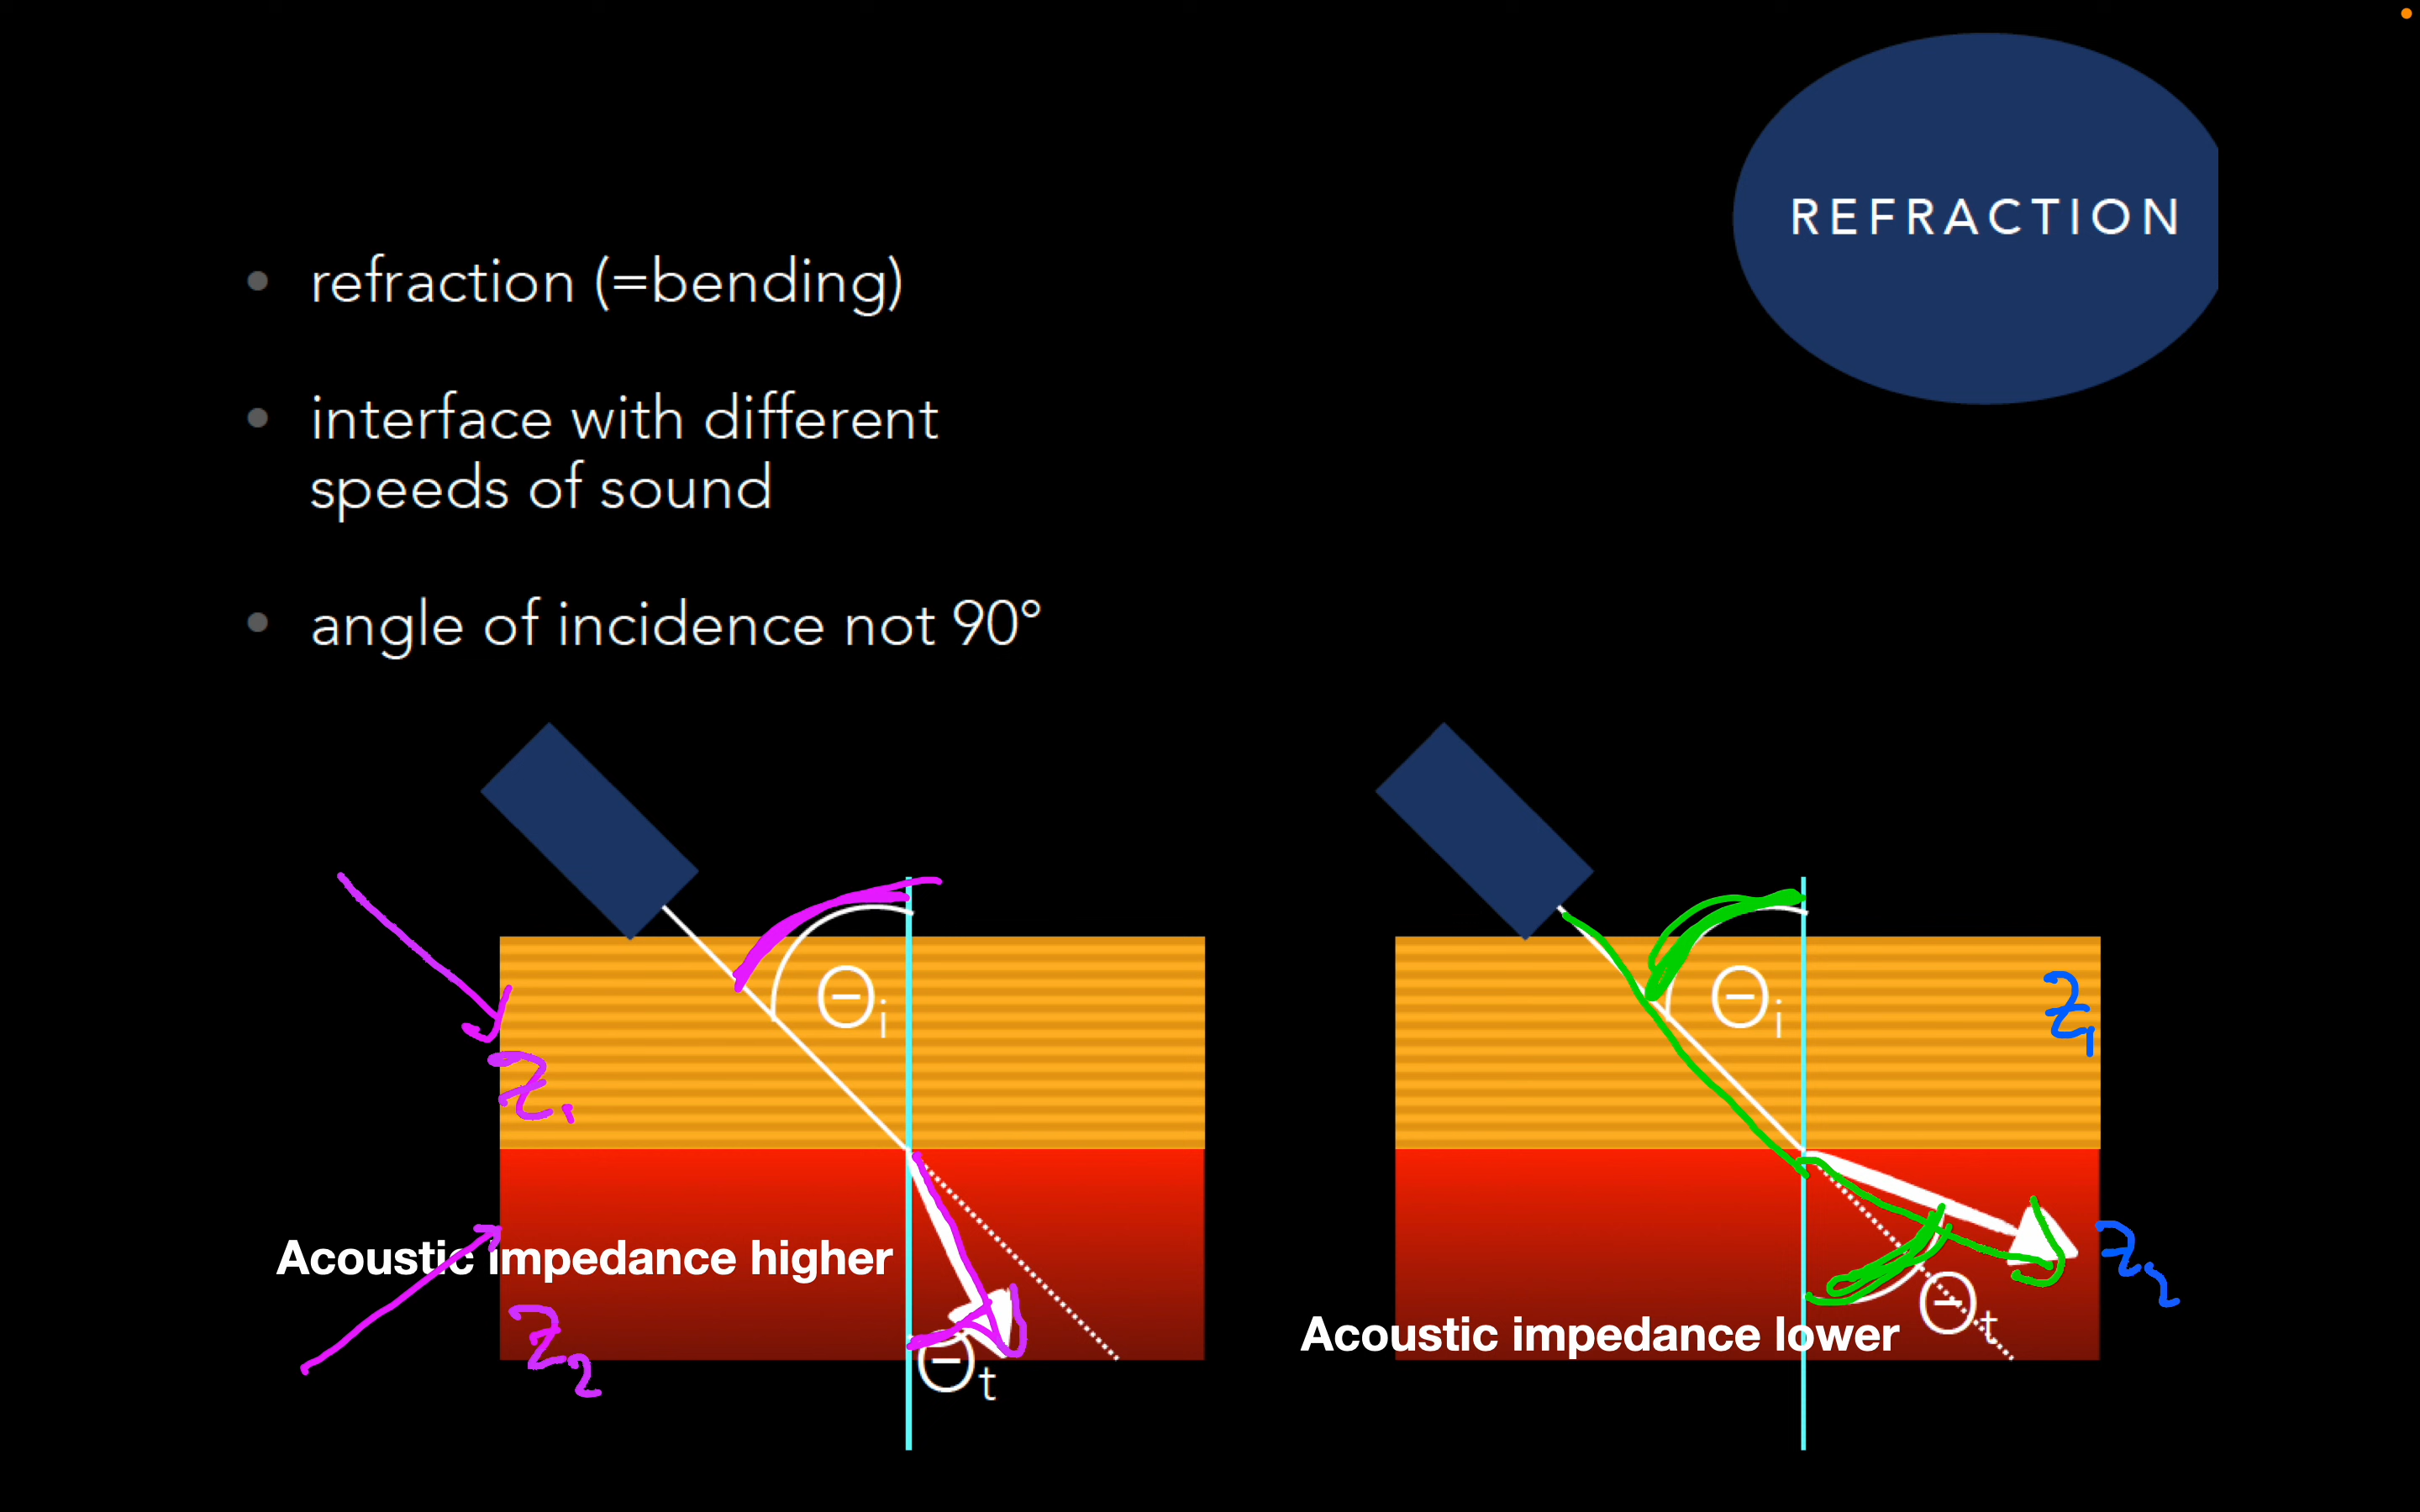 REFRACTION
refraction (=bending)
interface with different
speeds of sound
angle of incidence not 90°
Θi
Z1
Acoustic impedance higher
Z2
Θt
Θi
Z1
Z2
Θt
Acoustic impedance lower